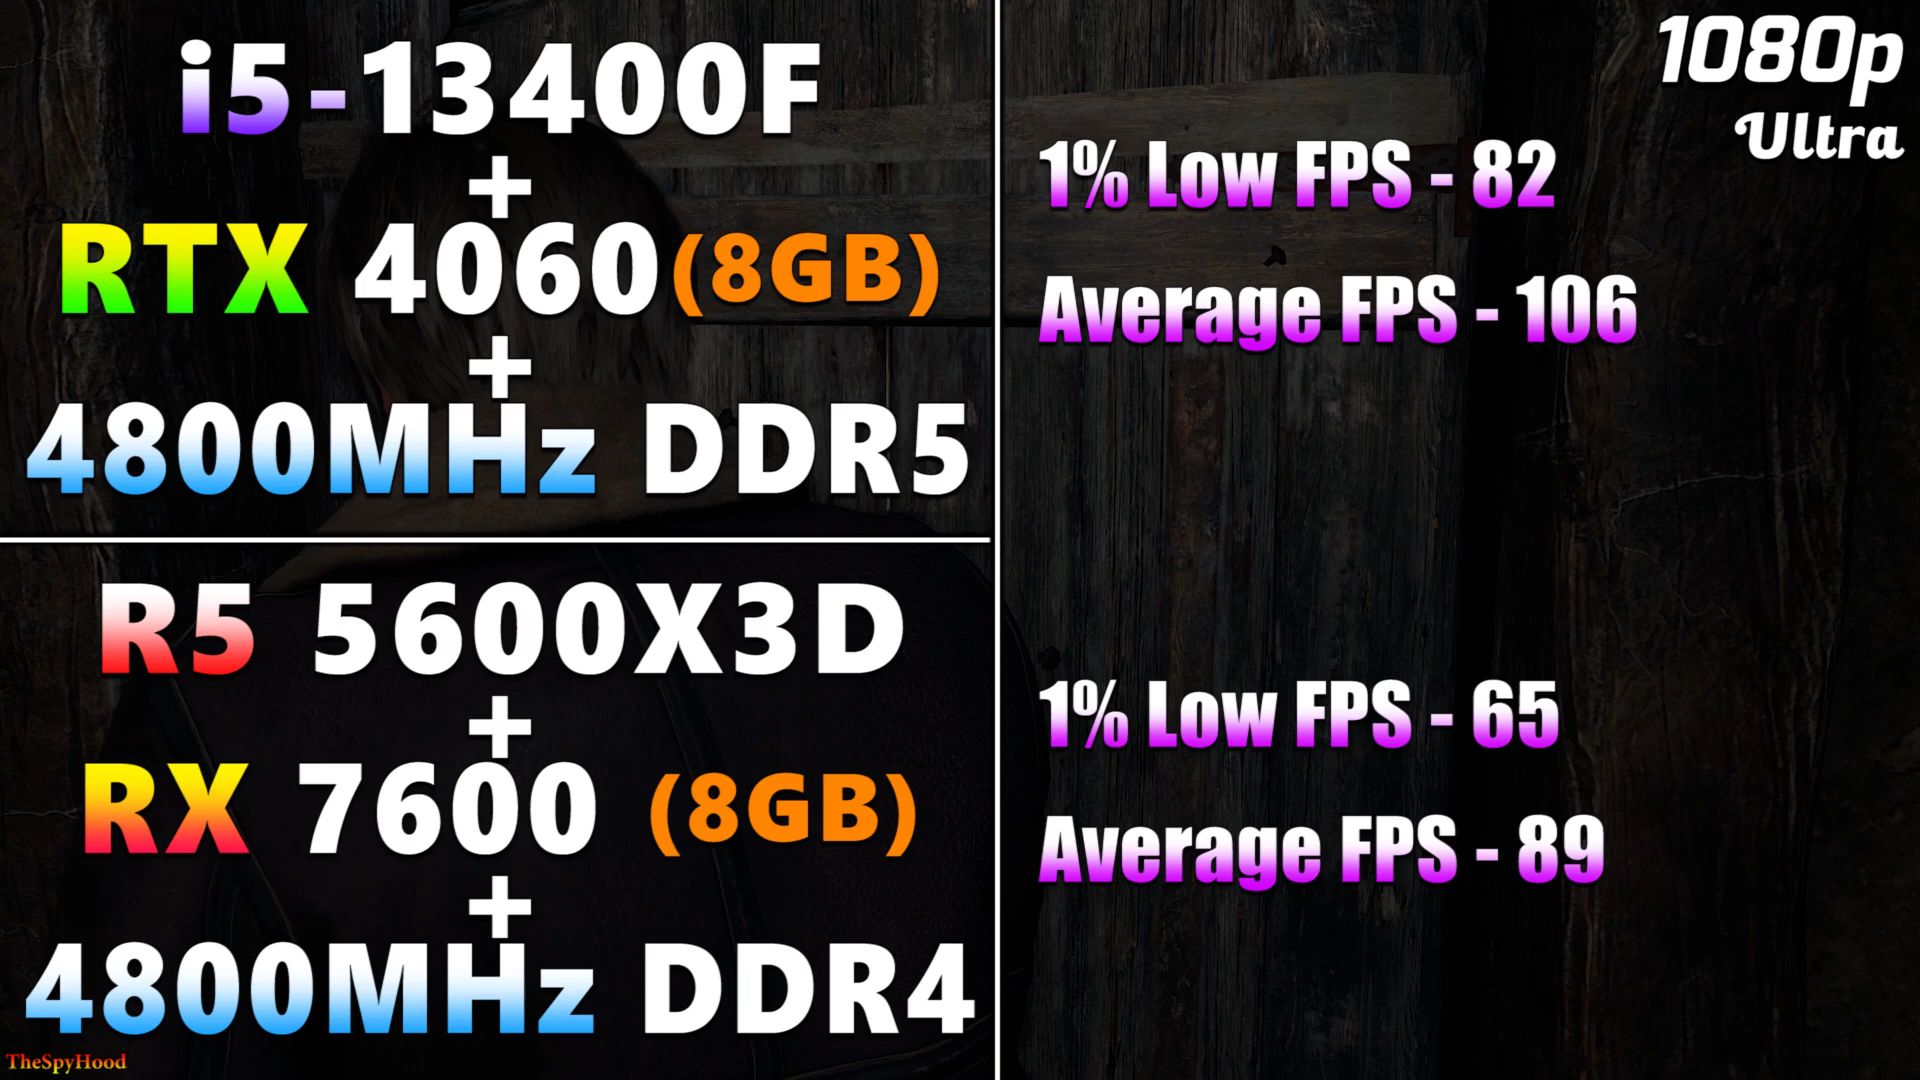 i5-13400F
+
RTX 4060(8GB)
+
4800MHz DDR5
1080p
Ultra
1% Low FPS - 82
Average FPS - 106
R5 5600X3D
+
RX 7600 (8GB)
+
4800MHz DDR4
1% Low FPS - 65
Average FPS - 89
TheSpyHood